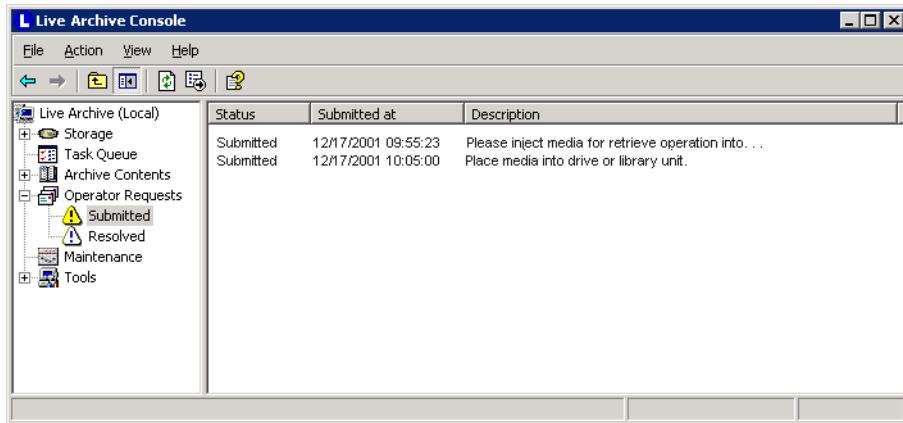 L Live Archive Console
File Action View Help
Live Archive (Local)
Storage
Task Queue
Archive Contents
Operator Requests
Submitted
Resolved
Maintenance
Tools
Status Submitted at Description
Submitted 12/17/2001 09:55:23 Please inject media for retrieve operation into. . .
Submitted 12/17/2001 10:05:00 Place media into drive or library unit.